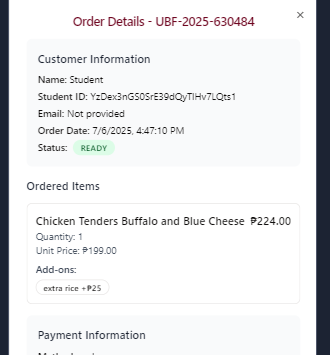 Order Details - UBF-2025-630484
×
Customer Information
Name: Student
Student ID: YzDex3nGS0SrE39dQyTlHv7LQts1
Email: Not provided
Order Date: 7/6/2025, 4:47:10 PM
Status: READY
Ordered Items
Chicken Tenders Buffalo and Blue Cheese ₱224.00
Quantity: 1
Unit Price: ₱199.00
Add-ons:
extra rice +₱25
Payment Information